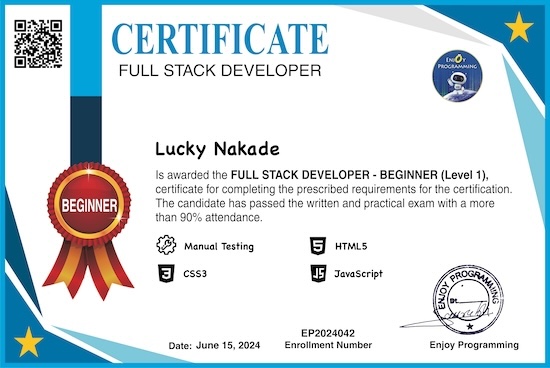 CERTIFICATE
FULL STACK DEVELOPER
ENJOY
PROGRAMMING
Lucky Nakade
Is awarded the FULL STACK DEVELOPER - BEGINNER (Level 1),
certificate for completing the prescribed requirements for the certification.
The candidate has passed the written and practical exam with a more
than 90% attendance.
BEGINNER
Manual Testing
HTML5
CSS3
JavaScript
ENJOY PROGRAMMING
Date: June 15, 2024
EP2024042
Enrollment Number
Enjoy Programming